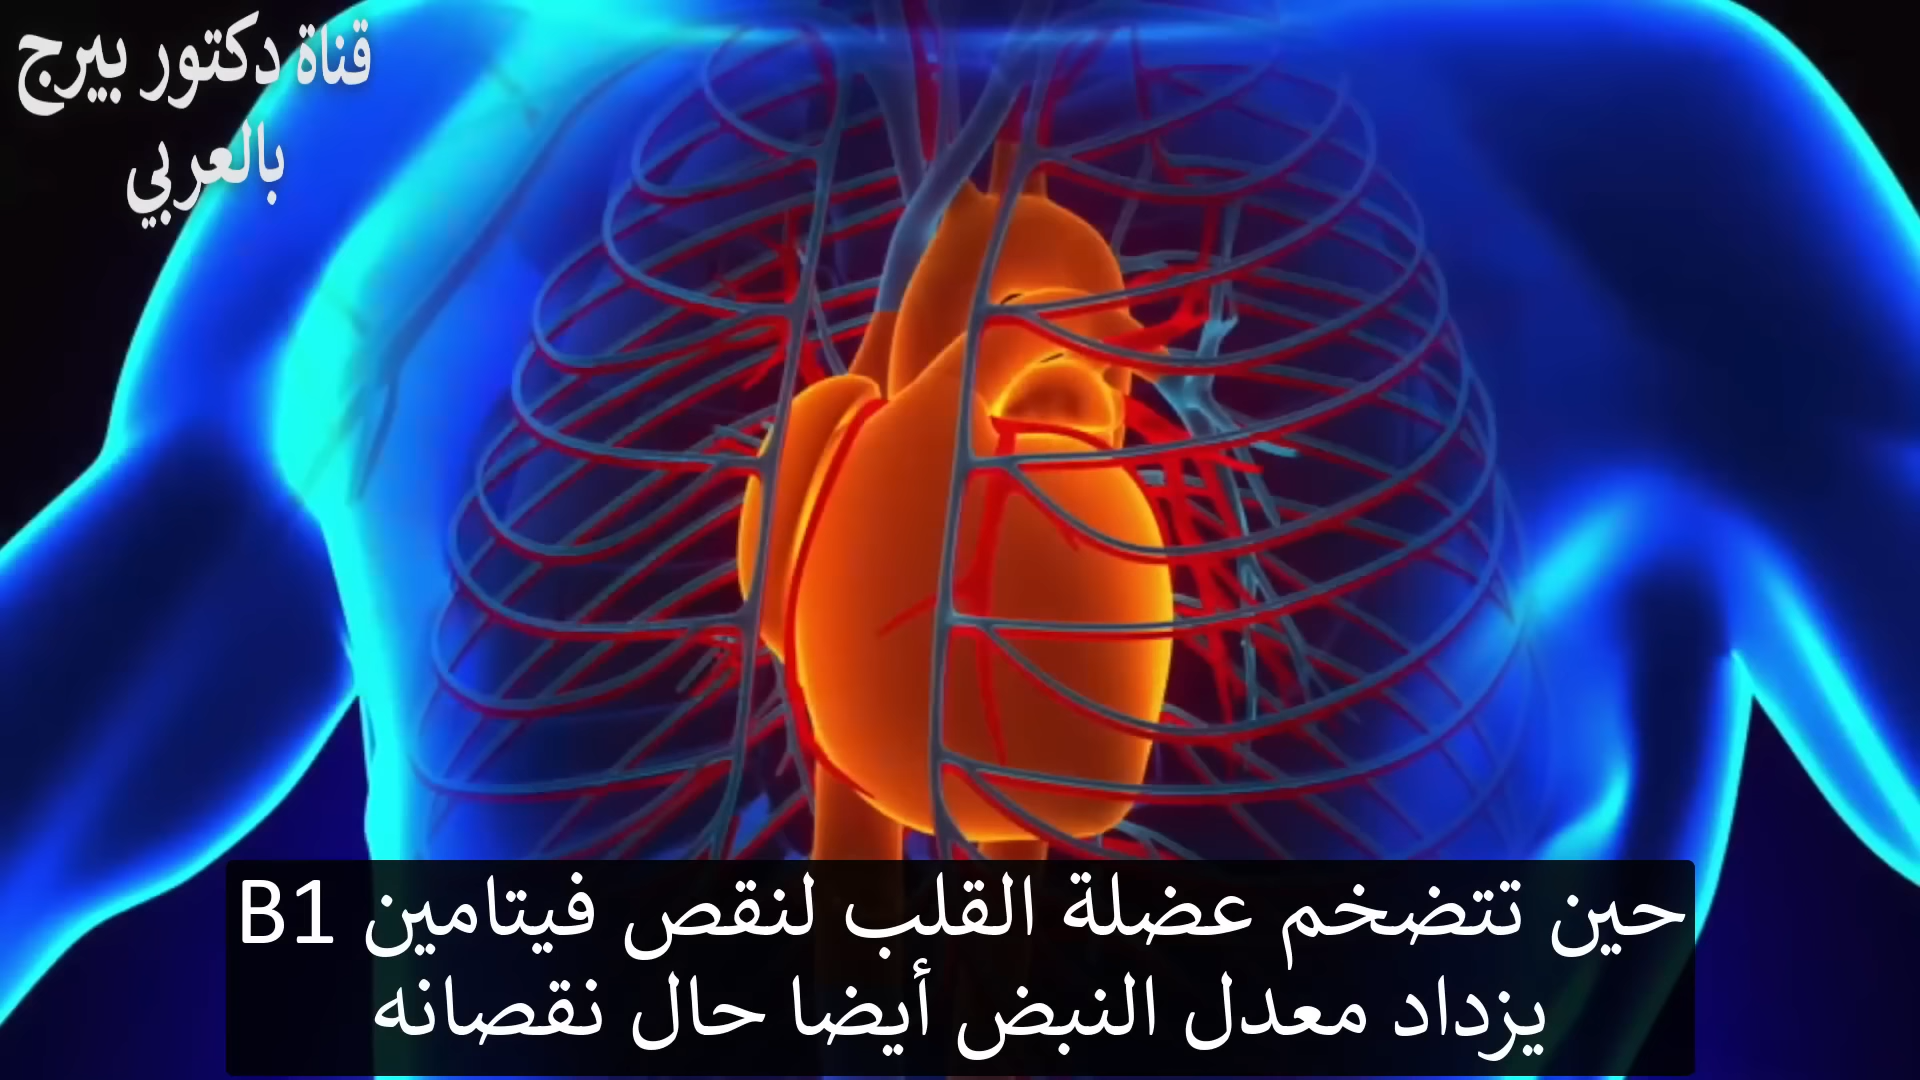 قناة دكتور بيرج
بالعربي
حين تتضخم عضلة القلب لنقص فيتامين B1
يزداد معدل النبض أيضا حال نقصانه